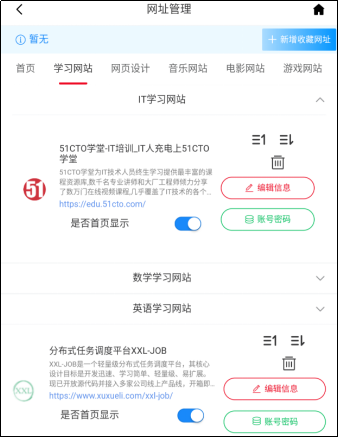 网址管理
暂无
新增收藏网址
首页 学习网站 网页设计 音乐网站 电影网站 游戏网站
IT学习网站
51CTO学堂-IT培训_IT人充电上51CTO
学堂
51CTO学堂为IT技术人员终生学习提供最丰富的课
程资源库,数千名专业讲师和大厂工程师倾力分享
了数万门在线视频课程,几乎覆盖了IT技术的各个...
https://edu.51cto.com/
是否首页显示
编辑信息
账号密码
51
数学学习网站
英语学习网站
分布式任务调度平台XXL-JOB
XXL-JOB是一个轻量级分布式任务调度平台，其核心
设计目标是开发迅速、学习简单、轻量级、易扩展。
现已开放源代码并接入多家公司线上产品线，开箱即...
https://www.xuxueli.com/xxl-job/
是否首页显示
编辑信息
账号密码
XXL